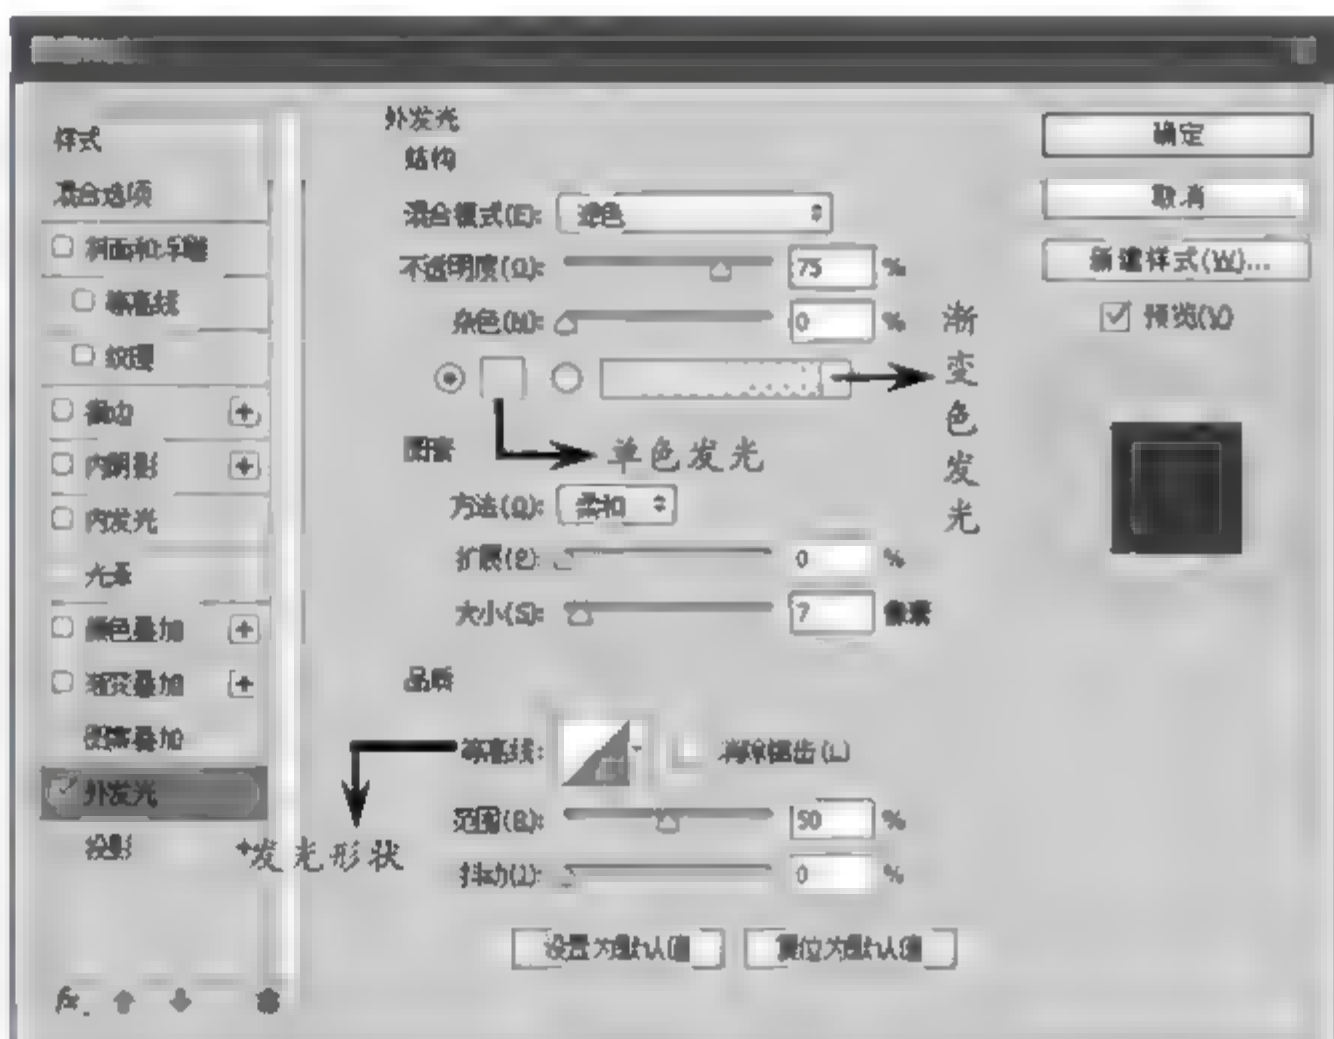 样式
混合选项
斜面和浮雕
等高线
纹理
描边
内阴影
内发光
光泽
颜色叠加
渐变叠加
图案叠加
外发光
投影
fx.
外发光
结构
混合模式(E): 滤色
不透明度(O): 75 %
杂色(N): 0 %
渐变色发光
单色发光
图素
方法(Q): 柔和
扩展(P): 0 %
大小(S): 7 像素
品质
等高线: 消除锯齿(L)
发光形状
范围(R): 50 %
抖动(J): 0 %
设置为默认值 复位为默认值
确定
取消
新建样式(W)...
预览(V)